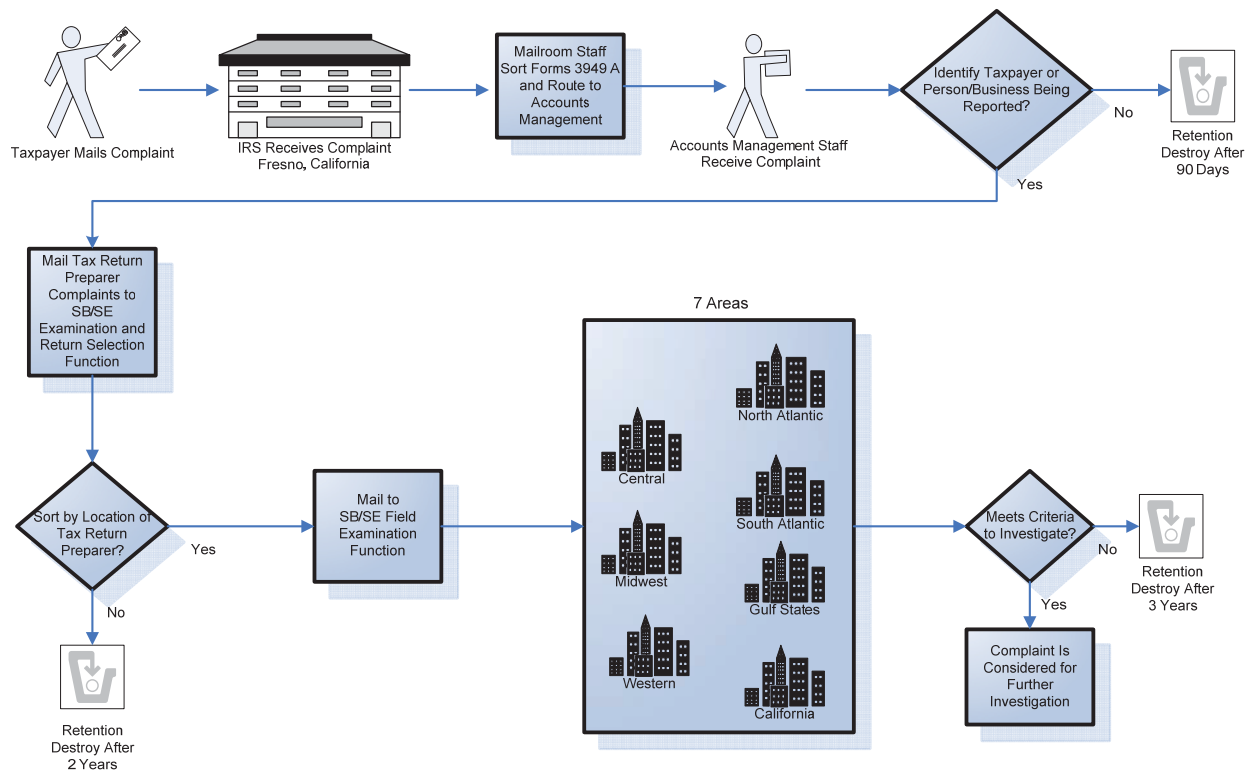 Taxpayer Mails Complaint
IRS Receives Complaint
Fresno, California
Mailroom Staff
Sort Forms 3949 A
and Route to
Accounts
Management
Accounts Management Staff
Receive Complaint
Identify Taxpayer or
Person/Business Being
Reported?
No
Retention
Destroy After
90 Days
Yes
Mail Tax Return
Preparer
Complaints to
SB/SE
Examination and
Return Selection
Function
Sort by Location of
Tax Return
Preparer?
Yes
No
Retention
Destroy After
2 Years
Mail to
SB/SE Field
Examination
Function
7 Areas
North Atlantic
Central
South Atlantic
Midwest
Gulf States
Western
California
Meets Criteria
to Investigate?
No
Retention
Destroy After
3 Years
Yes
Complaint Is
Considered for
Further
Investigation